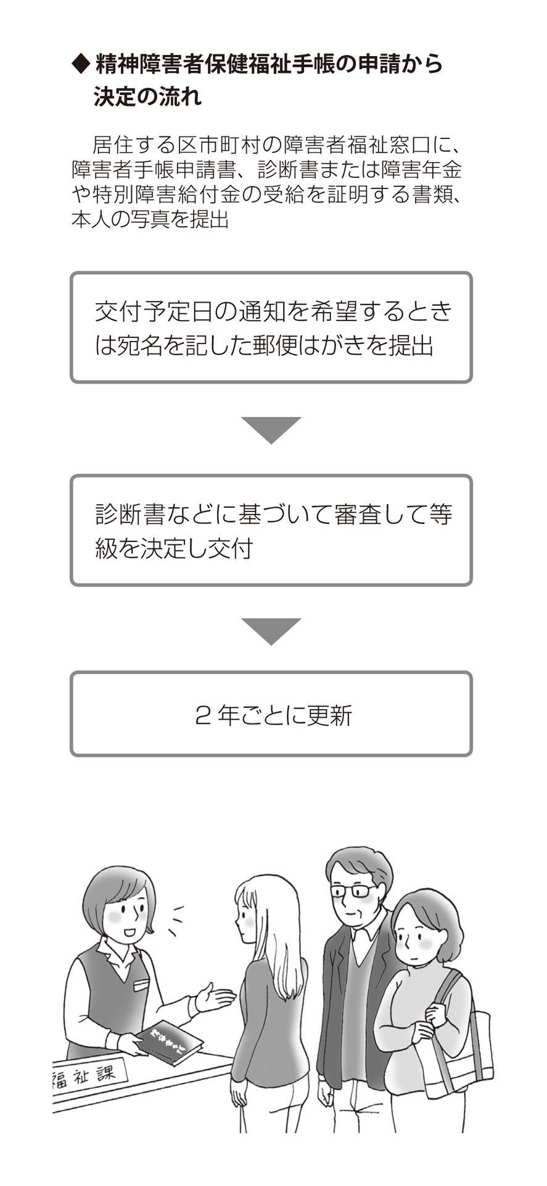 ◆ 精神障害者保健福祉手帳の申請から
決定の流れ
居住する区市町村の障害者福祉窓口に、
障害者手帳申請書、診断書または障害年金
や特別障害給付金の受給を証明する書類、
本人の写真を提出
交付予定日の通知を希望するとき
は宛名を記した郵便はがきを提出
診断書などに基づいて審査して等
級を決定し交付
2 年ごとに更新
福祉課